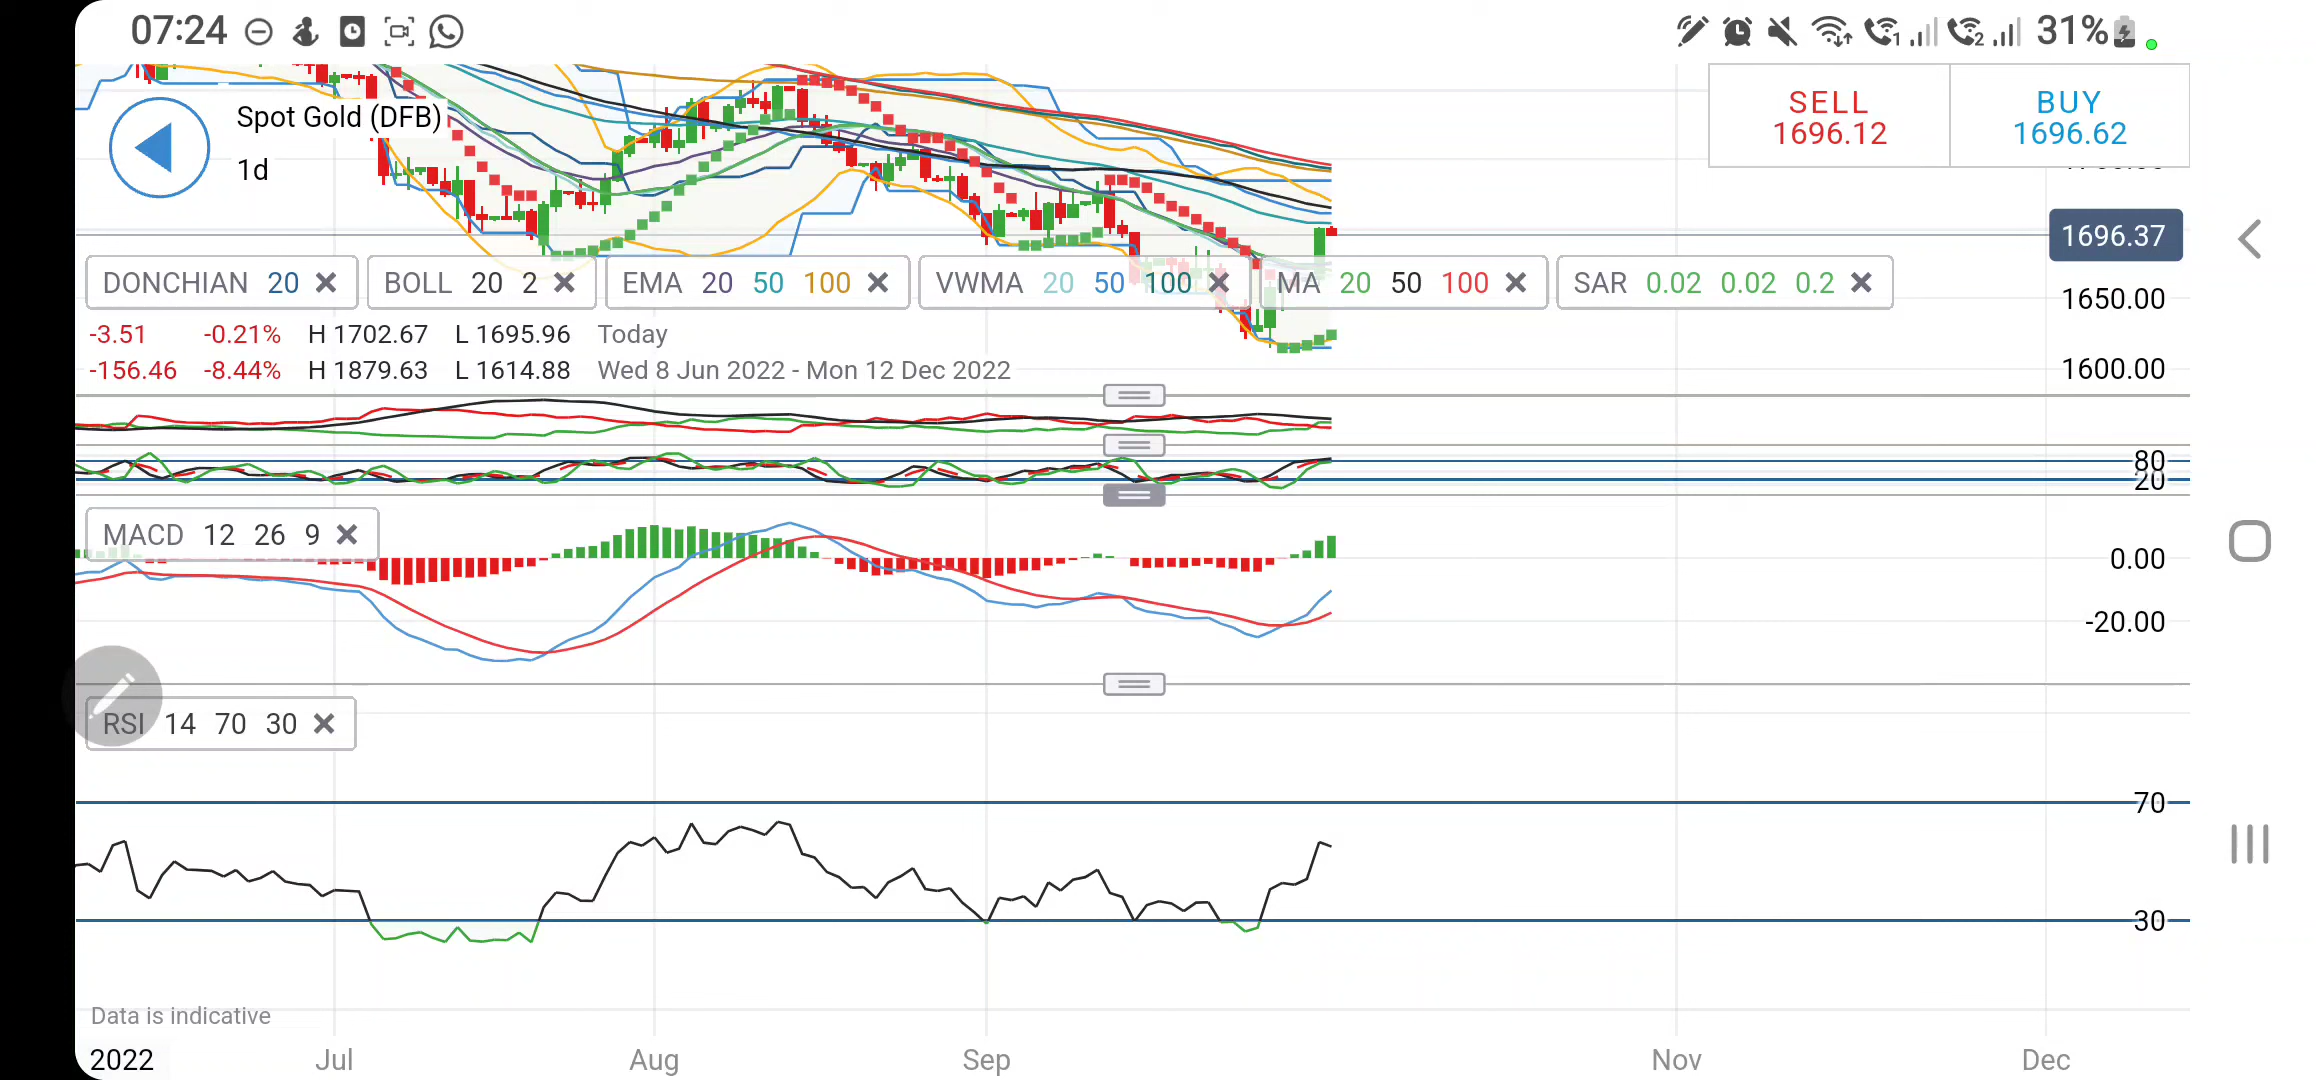 07:24
31%
Spot Gold (DFB)
1d
SELL
1696.12
BUY
1696.62
1696.37
DONCHIAN 20
BOLL 20 2
EMA 20 50 100
VWMA 20 50 100
MA 20 50 100
SAR 0.02 0.02 0.2
1650.00
-3.51 -0.21% H 1702.67 L 1695.96 Today
-156.46 -8.44% H 1879.63 L 1614.88 Wed 8 Jun 2022 - Mon 12 Dec 2022
1600.00
80
20
MACD 12 26 9
0.00
-20.00
RSI 14 70 30
70
30
Data is indicative
2022 Jul Aug Sep Nov Dec